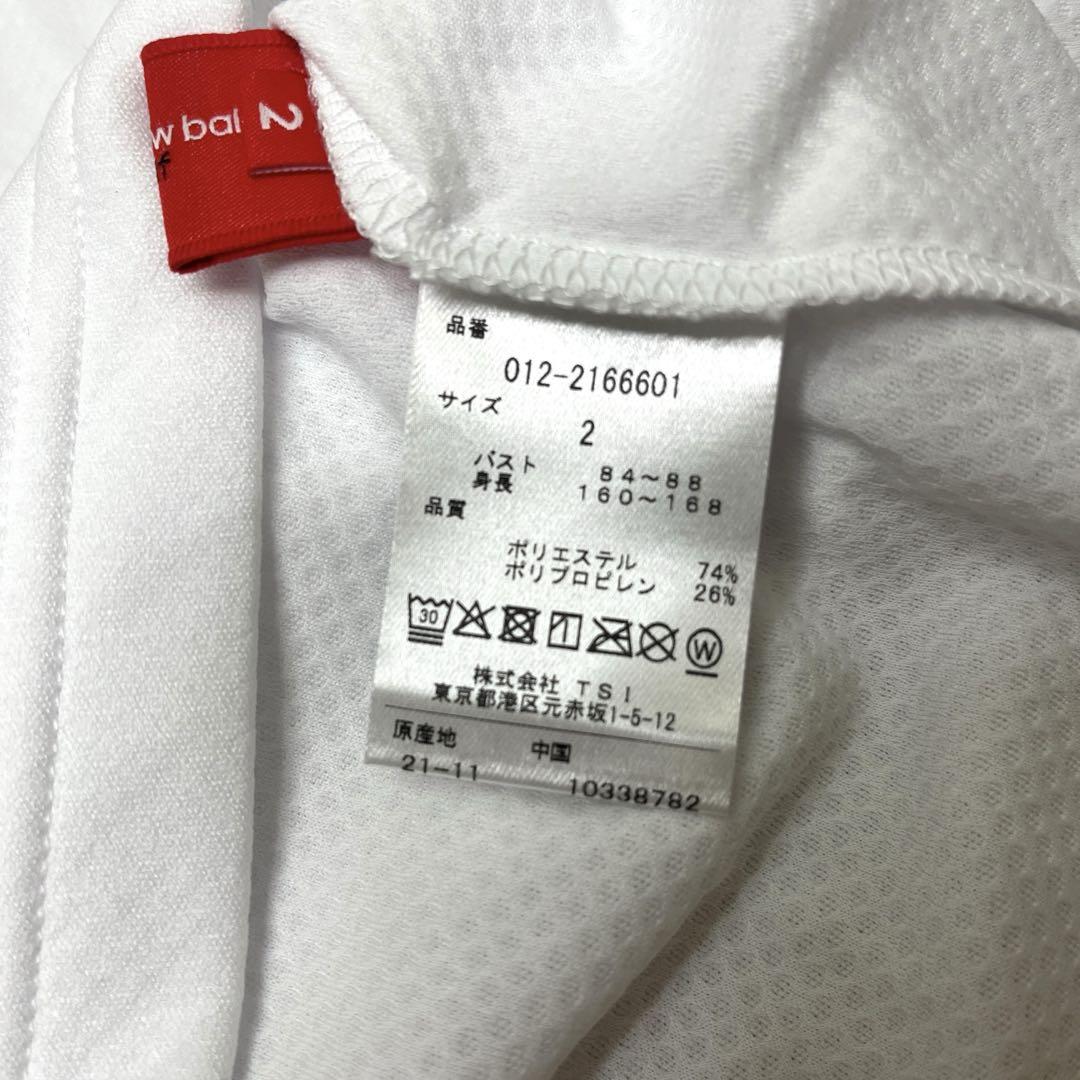 w bal
f
2
品番
012-2166601
サイズ
2
バスト 84～88
身長 160～168
品質
ポリエステル 74%
ポリプロピレン 26%
30
W
株式会社 TSI
東京都港区元赤坂1-5-12
原産地 中国
21-11 10338782